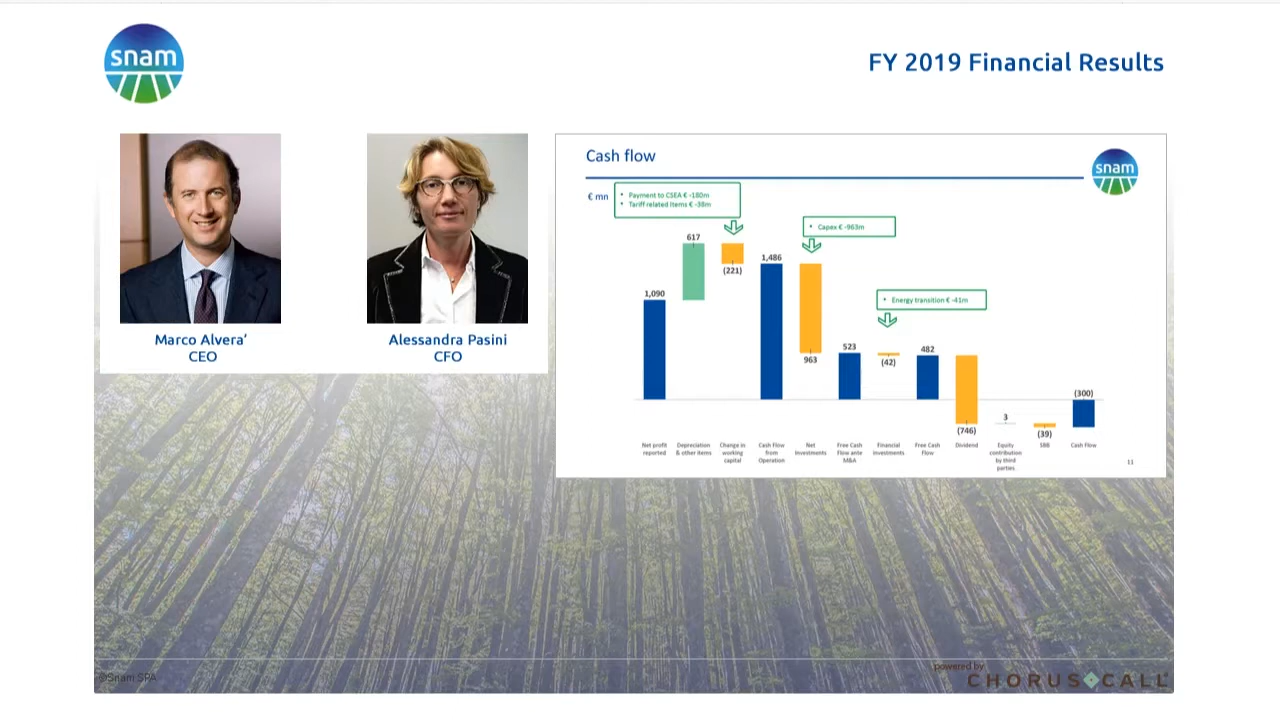 snam
FY 2019 Financial Results
Marco Alvera’
CEO
Alessandra Pasini
CFO
Cash flow
snam
€ mn
• Payment to CSEA € -180m
• Tariff related items € -38m
• Capex € -963m
• Energy transition € -41m
1,090
617
(221)
1,486
963
523
(42)
482
(746)
3
(39)
(300)
Net profit
reported
Depreciation
& other items
Change in
working
capital
Cash Flow
from
Operation
Net
Investments
Free Cash
Flow ante
M&A
Financial
investments
Free Cash
Flow
Dividend
Equity
contribution
by third
parties
SBB
Cash Flow
11
©Snam SPA
powered by
CHORUS CALL